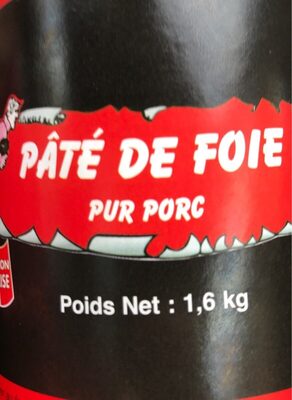 PÂTÉ DE FOIE
PUR PORC
Poids Net : 1,6 kg